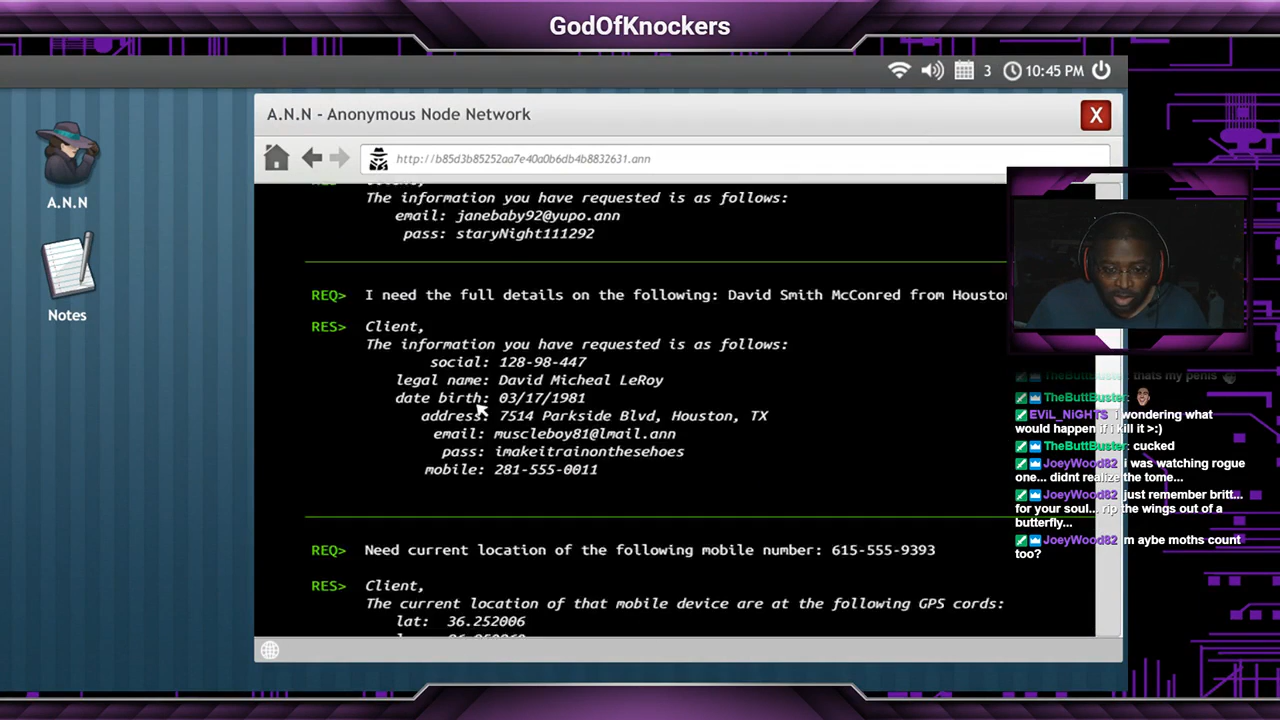 GodOfKnockers
3 10:45 PM
A.N.N - Anonymous Node Network
X
http://b85d3b85252aa7e40a0b6db4b8832631.ann
A.N.N
Notes
The information you have requested is as follows:
email: janebaby92@yupo.ann
pass: staryNight111292
REQ> I need the full details on the following: David Smith McConred from Houston
RES> Client,
The information you have requested is as follows:
social: 128-98-447
legal name: David Micheal LeRoy
date birth: 03/17/1981
address: 7514 Parkside Blvd, Houston, TX
email: muscleboy81@lmail.ann
pass: imakeitrainonthesehoes
mobile: 281-555-0011
REQ> Need current location of the following mobile number: 615-555-9393
RES> Client,
The current location of that mobile device are at the following GPS cords:
lat: 36.252006
TheButtBuster: thats my penis
TheButtBuster:
EViL_NiGHTS i wondering what
would happen if i kill it >:)
TheButtBuster: cucked
JoeyWood82: i was watching rogue
one... didnt realize the tome...
JoeyWood82: just remember britt...
for your soul... rip the wings out of a
butterfly...
JoeyWood82: m aybe moths count
too?